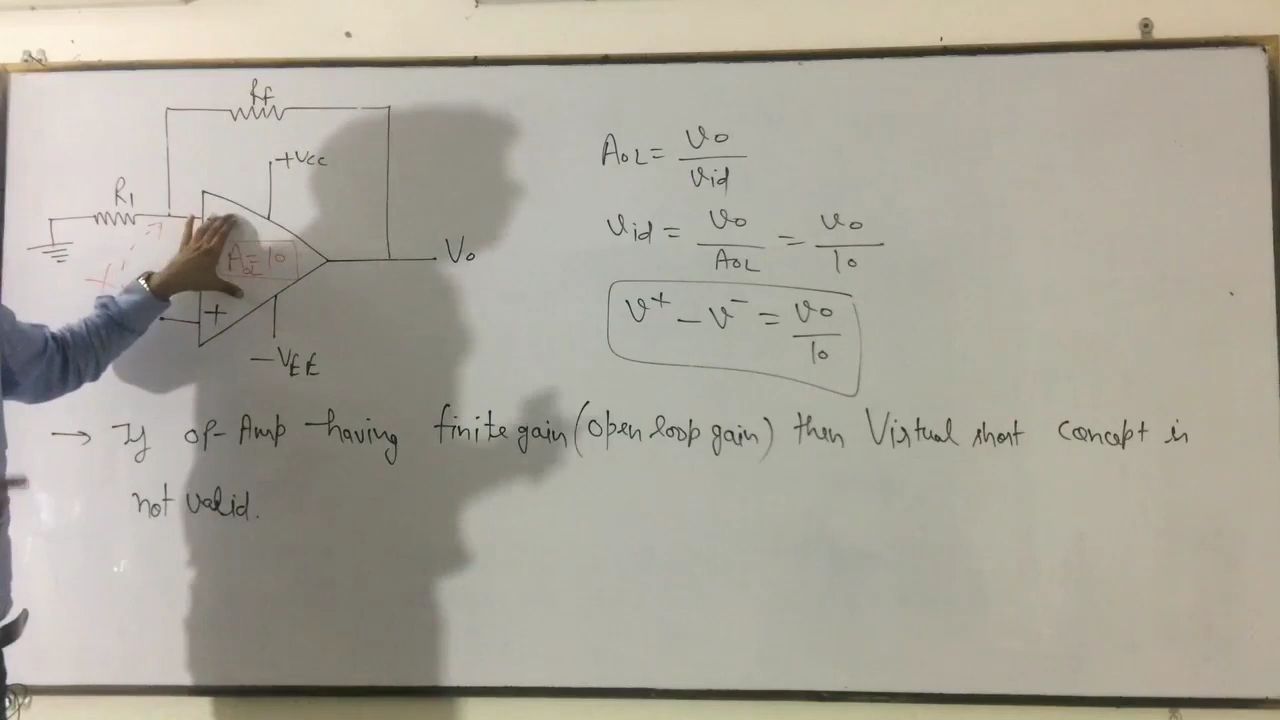 Rf
+Vcc
R1
AOL=10
Vo
+
-VEE
AOL = vo/vid
vid = vo/AOL = vo/10
v+ - v- = vo/10
→ If op-Amp having finite gain (open loop gain) then Virtual short concept is
not valid.